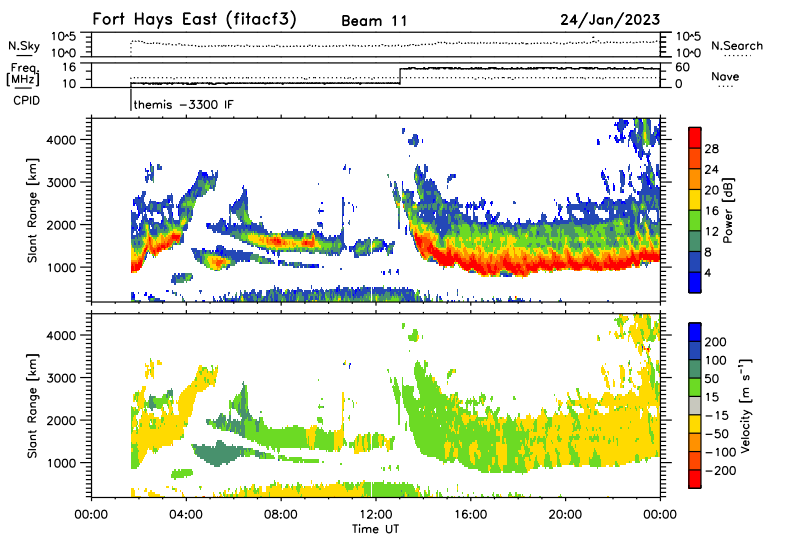 Fort Hays East (fitacf3) Beam 11 24/Jan/2023
N.Sky 10^5 10^0 10^5 10^0 N.Search
Freq. [MHz] 16 10 60 0 Nave
CPID themis -3300 IF
Slant Range [km] 4000 3000 2000 1000
Power [dB] 28 24 20 16 12 8 4
Slant Range [km] 4000 3000 2000 1000
Velocity [m s⁻¹] 200 100 50 15 -15 -50 -100 -200
00:00 04:00 08:00 12:00 16:00 20:00 00:00
Time UT